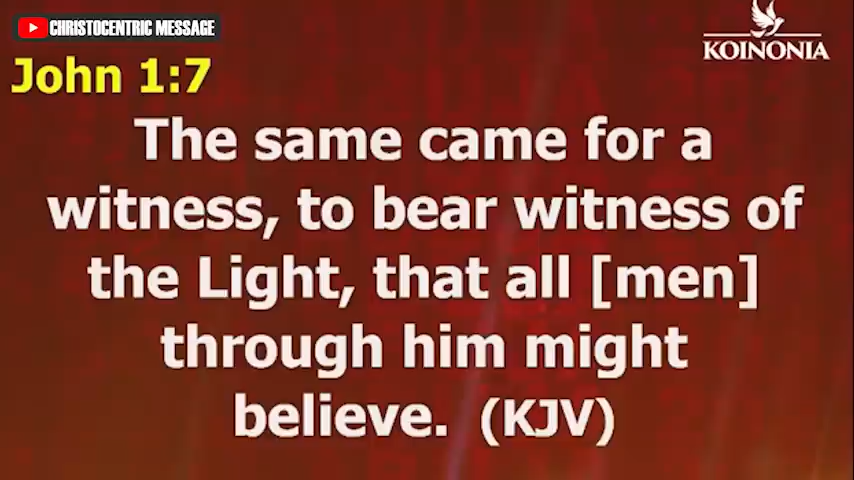 CHRISTOCENTRIC MESSAGE
KOINONIA
John 1:7
The same came for a
witness, to bear witness of
the Light, that all [men]
through him might
believe. (KJV)